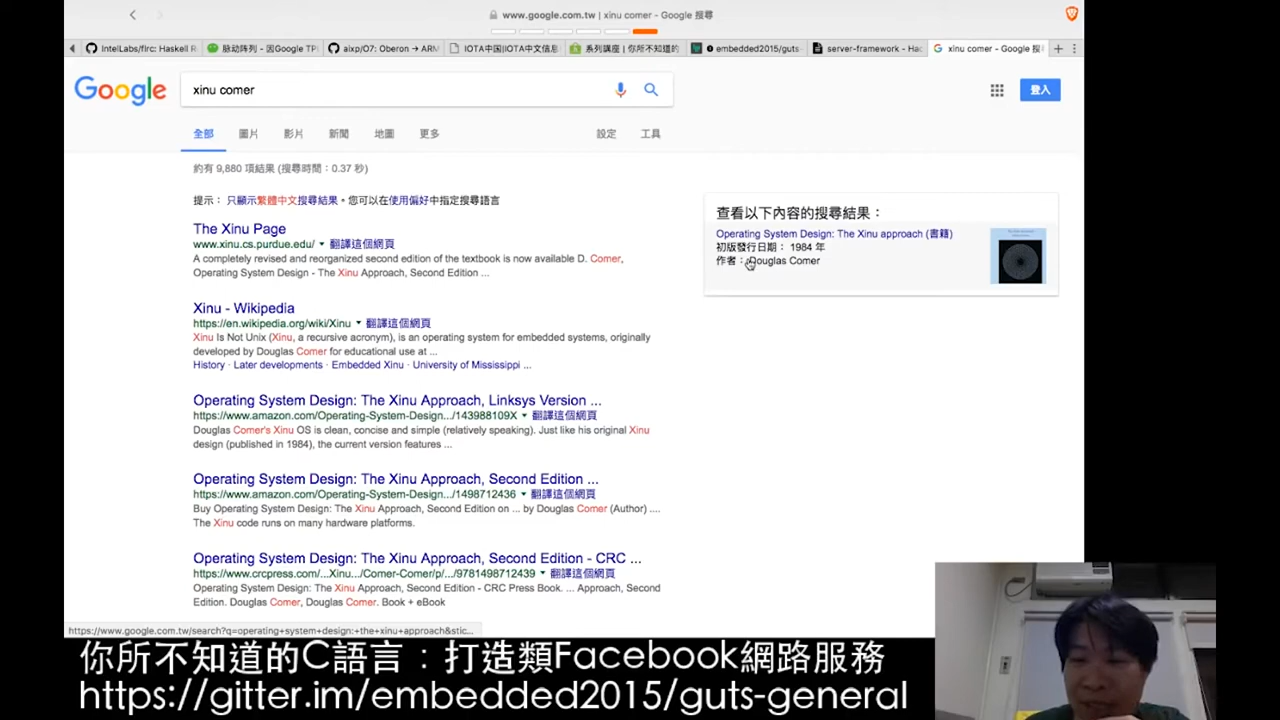 www.google.com.tw | xinu comer - Google 搜尋
IntelLabs/flrc: Haskell R
脉动阵列 - 因Google TP
aixp/O7: Oberon → ARM
IOTA中国|IOTA中文信息
系列講座 | 你所不知道的
embedded2015/guts-
server-framework - Hac
xinu comer - Google 搜
Google
xinu comer
登入
全部 圖片 影片 新聞 地圖 更多 設定 工具
約有 9,880 項結果 (搜尋時間：0.37 秒)
提示： 只顯示繁體中文搜尋結果。您可以在使用偏好中指定搜尋語言
The Xinu Page
www.xinu.cs.purdue.edu/ 翻譯這個網頁
A completely revised and reorganized second edition of the textbook is now available D. Comer,
Operating System Design - The Xinu Approach, Second Edition ...
Xinu - Wikipedia
https://en.wikipedia.org/wiki/Xinu 翻譯這個網頁
Xinu Is Not Unix (Xinu, a recursive acronym), is an operating system for embedded systems, originally
developed by Douglas Comer for educational use at ...
History · Later developments · Embedded Xinu · University of Mississippi ...
Operating System Design: The Xinu Approach, Linksys Version ...
https://www.amazon.com/Operating-System-Design.../143988109X 翻譯這個網頁
Douglas Comer's Xinu OS is clean, concise and simple (relatively speaking). Just like his original Xinu
design (published in 1984), the current version features ...
Operating System Design: The Xinu Approach, Second Edition ...
https://www.amazon.com/Operating-System-Design.../1498712436 翻譯這個網頁
Buy Operating System Design: The Xinu Approach, Second Edition on ... by Douglas Comer (Author) ....
The Xinu code runs on many hardware platforms.
Operating System Design: The Xinu Approach, Second Edition - CRC ...
https://www.crcpress.com/...Xinu.../Comer-Comer/p/.../9781498712439 翻譯這個網頁
Operating System Design: The Xinu Approach, Second Edition - CRC Press Book. ... Approach, Second
Edition. Douglas Comer, Douglas Comer. Book + eBook
查看以下內容的搜尋結果：
Operating System Design: The Xinu approach (書籍)
初版發行日期： 1984 年
作者： Douglas Comer
https://www.google.com.tw/search?q=operating+system+design:+the+xinu+approach&stic...
你所不知道的C語言：打造類Facebook網路服務
https://gitter.im/embedded2015/guts-general